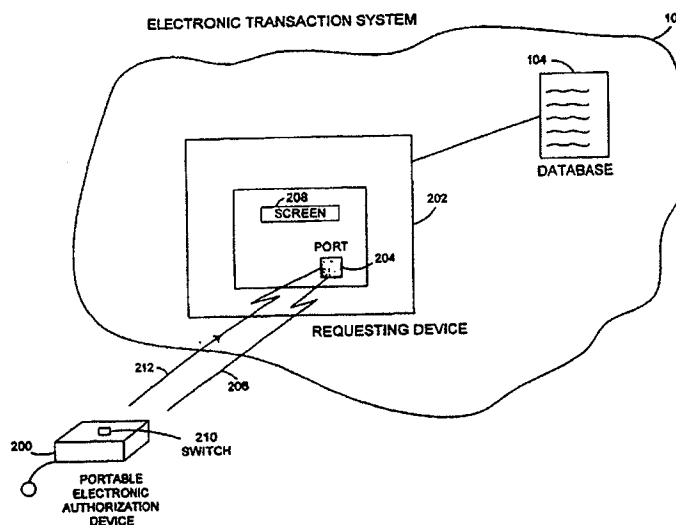 ELECTRONIC TRANSACTION SYSTEM
10
104
DATABASE
208
SCREEN
202
PORT
204
REQUESTING DEVICE
212
206
200
210
SWITCH
PORTABLE
ELECTRONIC
AUTHORIZATION
DEVICE